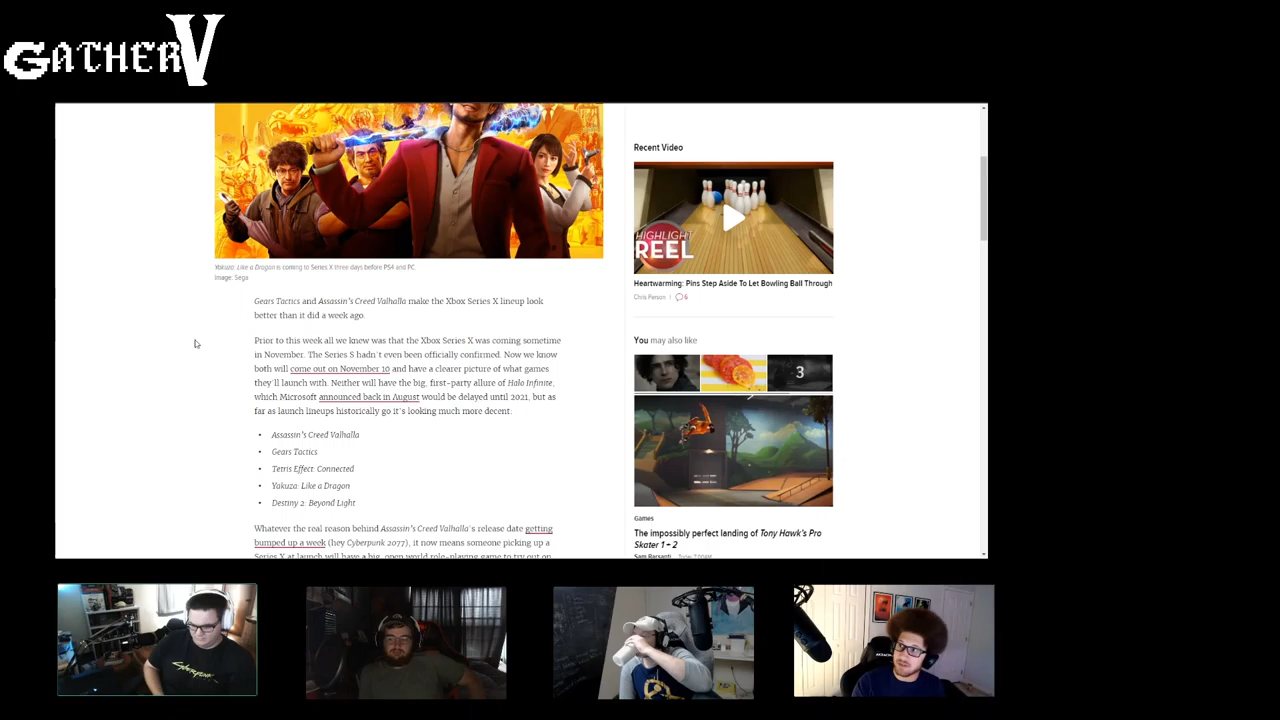 GATHERV
Yakuza: Like a Dragon is coming to Series X three days before PS4 and PC.
Image: Sega
Gears Tactics and Assassin's Creed Valhalla make the Xbox Series X lineup look
better than it did a week ago.
Prior to this week all we knew was that the Xbox Series X was coming sometime
in November. The Series S hadn't even been officially confirmed. Now we know
both will come out on November 10 and have a clearer picture of what games
they'll launch with. Neither will have the big, first-party allure of Halo Infinite,
which Microsoft announced back in August would be delayed until 2021, but as
far as launch lineups historically go it's looking much more decent:
• Assassin's Creed Valhalla
• Gears Tactics
• Tetris Effect: Connected
• Yakuza: Like a Dragon
• Destiny 2: Beyond Light
Whatever the real reason behind Assassin's Creed Valhalla's release date getting
bumped up a week (hey Cyberpunk 2077), it now means someone picking up a
Series X at launch will have a big, open world role-playing game to try out on
Recent Video
HIGHLIGHT
REEL
Heartwarming: Pins Step Aside To Let Bowling Ball Through
Chris Person | 6
You may also like
3
Games
The impossibly perfect landing of Tony Hawk's Pro
Skater 1 + 2
Sam Barsanti Today 7:00AM
CYBERPUNK